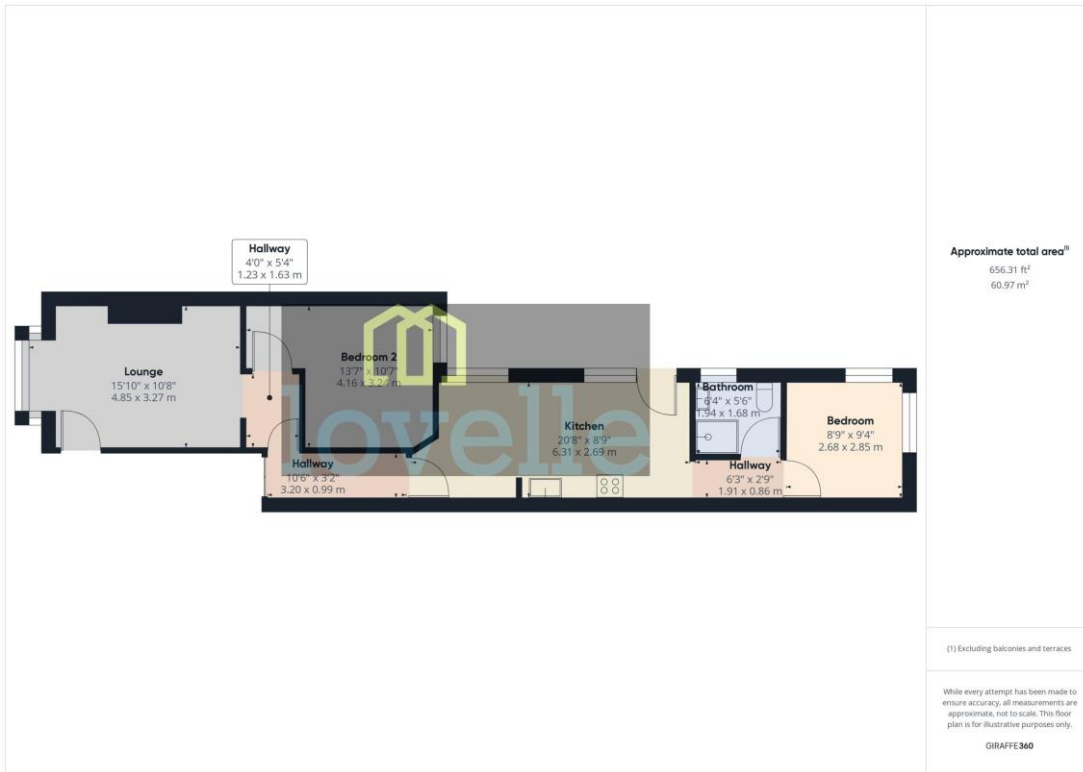 Hallway
4'0" x 5'4"
1.23 x 1.63 m
Lounge
15'10" x 10'8"
4.85 x 3.27 m
Bedroom 2
13'7" x 10'7"
4.16 x 3.24 m
lovelle
Hallway
10'6" x 3'2"
3.20 x 0.99 m
Kitchen
20'8" x 8'9"
6.31 x 2.69 m
Bathroom
6'4" x 5'6"
1.94 x 1.68 m
Hallway
6'3" x 2'9"
1.91 x 0.86 m
Bedroom
8'9" x 9'4"
2.68 x 2.85 m
Approximate total area(1)
656.31 ft²
60.97 m²
(1) Excluding balconies and terraces
While every attempt has been made to
ensure accuracy, all measurements are
approximate, not to scale. This floor
plan is for illustrative purposes only.
GIRAFFE360